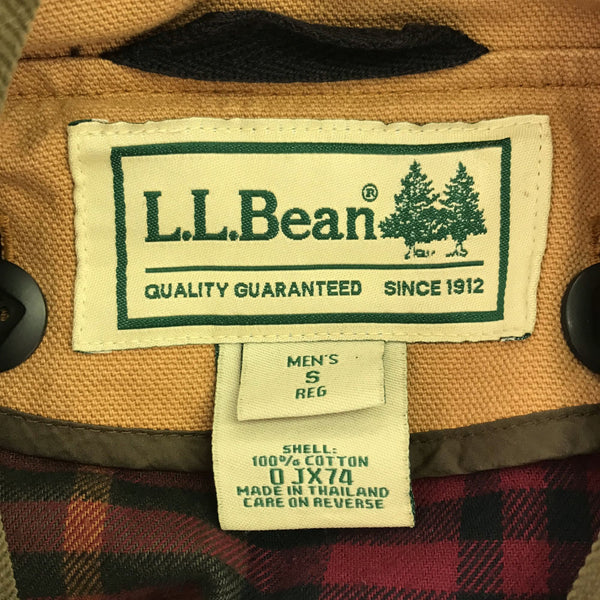 L.L.Bean®
QUALITY GUARANTEED SINCE 1912
MEN'S
S
REG
SHELL:
100% COTTON
0 JX74
MADE IN THAILAND
CARE ON REVERSE